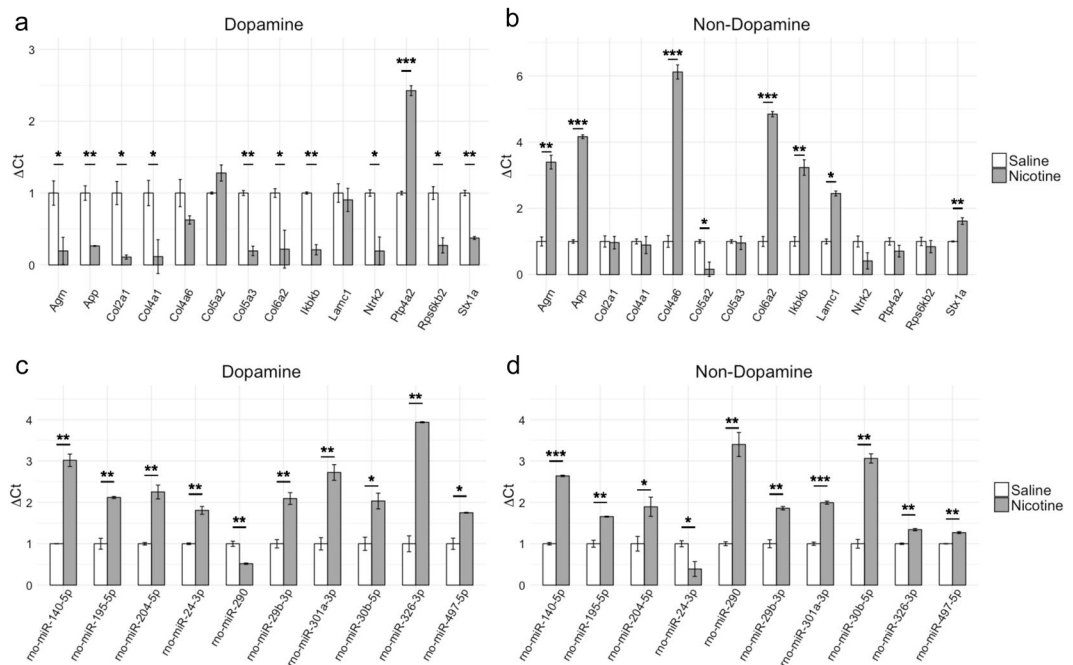 a
Dopamine
ΔCt
3
2
1
0
*
**
*
*
**
*
**
*
***
*
**
Agrn
App
Col2a1
Col4a1
Col4a6
Col5a2
Col5a3
Col6a2
Ikbkb
Lamc1
Ntrk2
Ptp4a2
Rps6kb2
Stx1a
b
Non-Dopamine
ΔCt
6
4
2
0
**
***
***
*
***
**
*
**
Agrn
App
Col2a1
Col4a1
Col4a6
Col5a2
Col5a3
Col6a2
Ikbkb
Lamc1
Ntrk2
Ptp4a2
Rps6kb2
Stx1a
Saline
Nicotine
c
Dopamine
ΔCt
4
3
2
1
0
**
**
**
**
**
**
**
*
**
*
rno-miR-140-5p
rno-miR-195-5p
rno-miR-204-5p
rno-miR-24-3p
rno-miR-290
rno-miR-29b-3p
rno-miR-301a-3p
rno-miR-30b-5p
rno-miR-326-3p
rno-miR-497-5p
d
Non-Dopamine
ΔCt
4
3
2
1
0
***
**
*
*
**
**
***
**
**
**
rno-miR-140-5p
rno-miR-195-5p
rno-miR-204-5p
rno-miR-24-3p
rno-miR-290
rno-miR-29b-3p
rno-miR-301a-3p
rno-miR-30b-5p
rno-miR-326-3p
rno-miR-497-5p
Saline
Nicotine